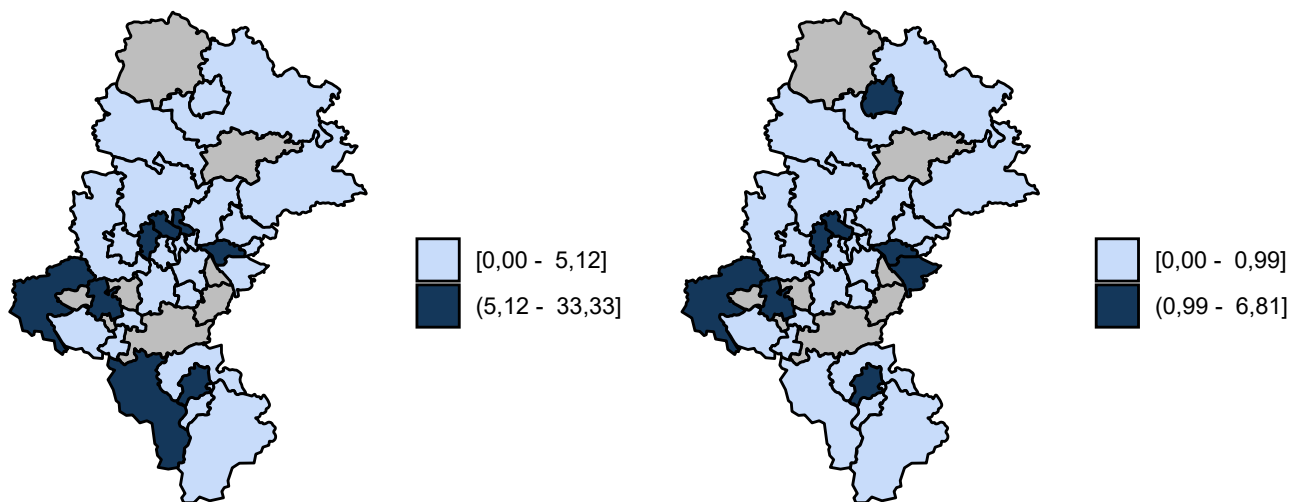 [0,00 - 5,12]
(5,12 - 33,33]
[0,00 - 0,99]
(0,99 - 6,81]